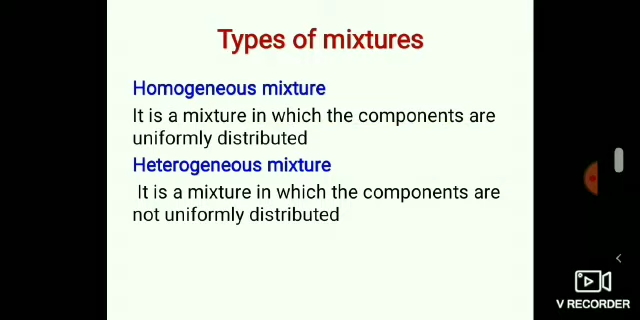 Types of mixtures
Homogeneous mixture
It is a mixture in which the components are
uniformly distributed
Heterogeneous mixture
It is a mixture in which the components are
not uniformly distributed
V RECORDER